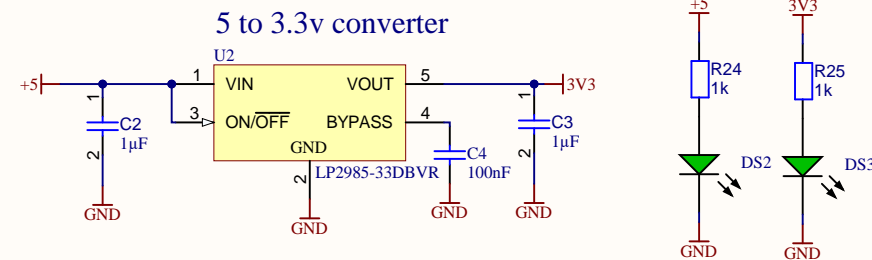 5 to 3.3v converter
+5
3V3
U2
+5
1
VIN
VOUT
5
1
3V3
R24
1k
R25
1k
1
3
ON/OFF
BYPASS
4
C2
1µF
C3
1µF
2
GND
C4
100nF
2
2
LP2985-33DBVR
DS2
DS3
GND
GND
GND
GND
GND
GND